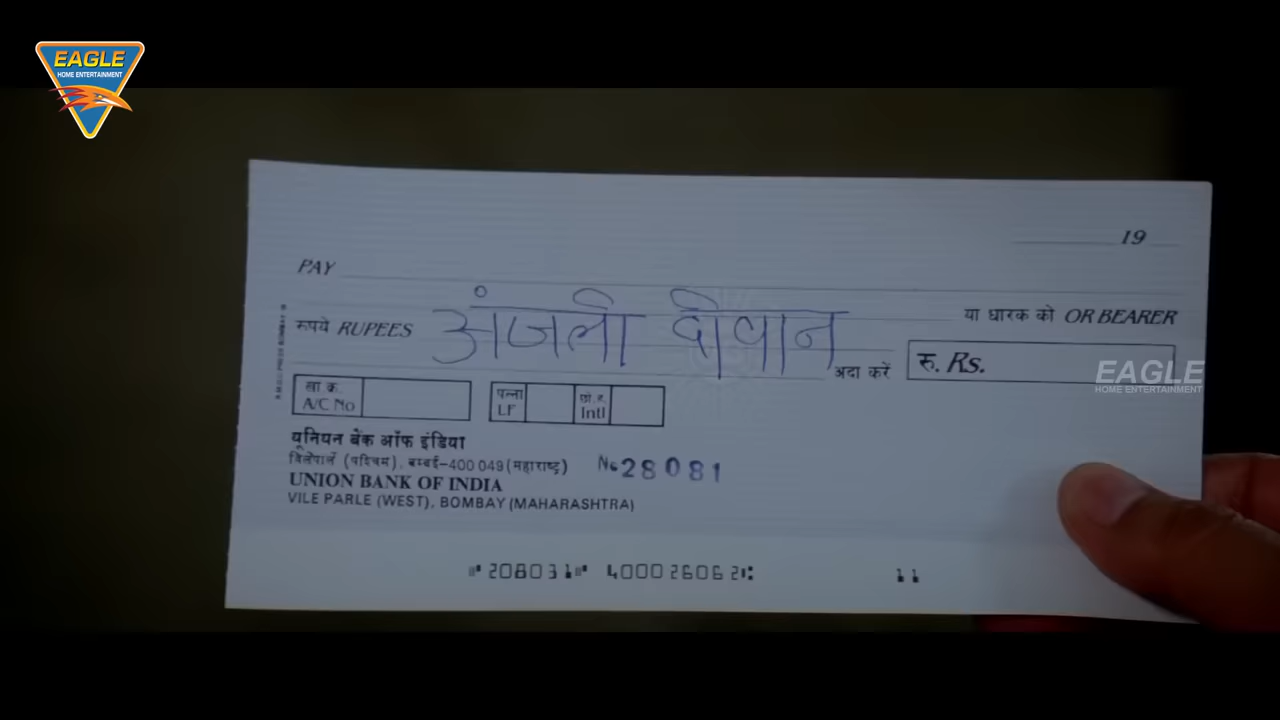 EAGLE
HOME ENTERTAINMENT
19
PAY
या धारक को OR BEARER
रुपये RUPEES
अंजली दीवान
अदा करें
रु. Rs.
EAGLE
HOME ENTERTAINMENT
खा क्र.
A/C No
पन्ना
LF
Intl
यूनियन बेंक ऑफ इंडिया
विलेपार्ले (पश्चिम), बम्बई-400 049 (महाराष्ट्र)
No 28081
UNION BANK OF INDIA
VILE PARLE (WEST), BOMBAY (MAHARASHTRA)
⑈208031⑈ 400026062⑆
11